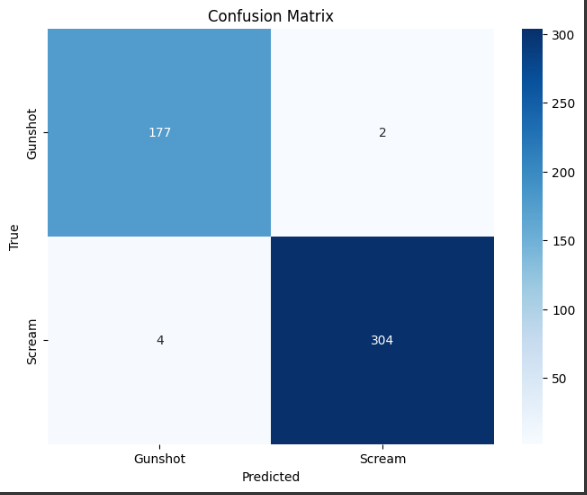 Confusion Matrix
True
Gunshot
177
2
Scream
4
304
Gunshot
Scream
Predicted
300
250
200
150
100
50